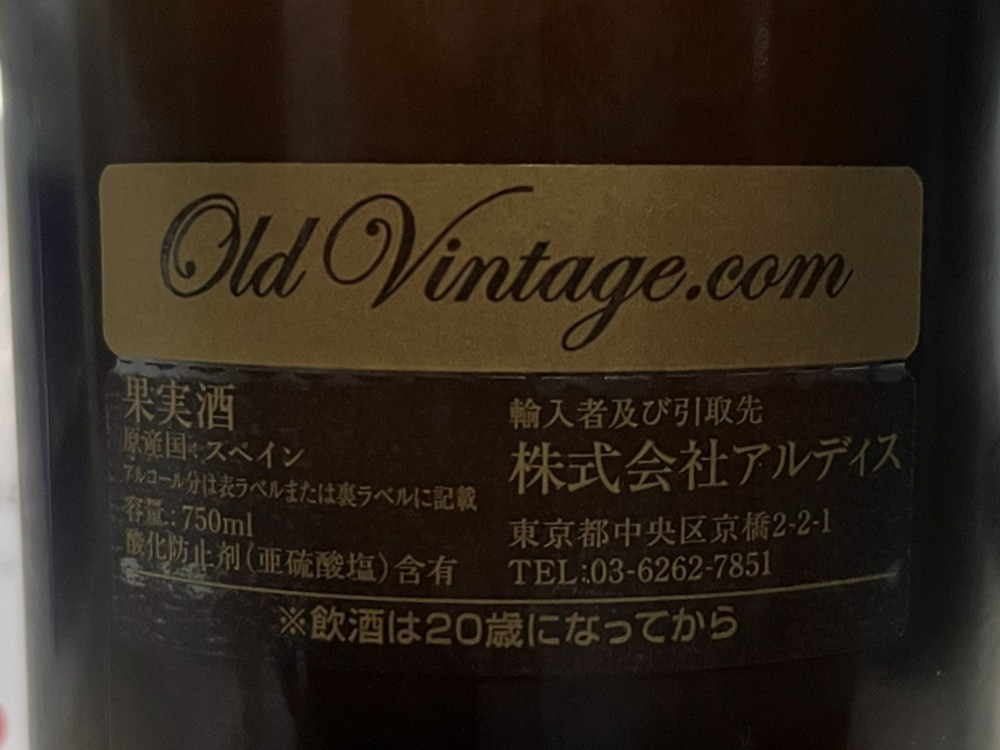 Old Vintage.com
果実酒
原産国:スペイン
アルコール分は表ラベルまたは裏ラベルに記載
容量:750ml
酸化防止剤(亜硫酸塩)含有
輸入者及び引取先
株式会社アルディス
東京都中央区京橋2-2-1
TEL:03-6262-7851
※飲酒は20歳になってから